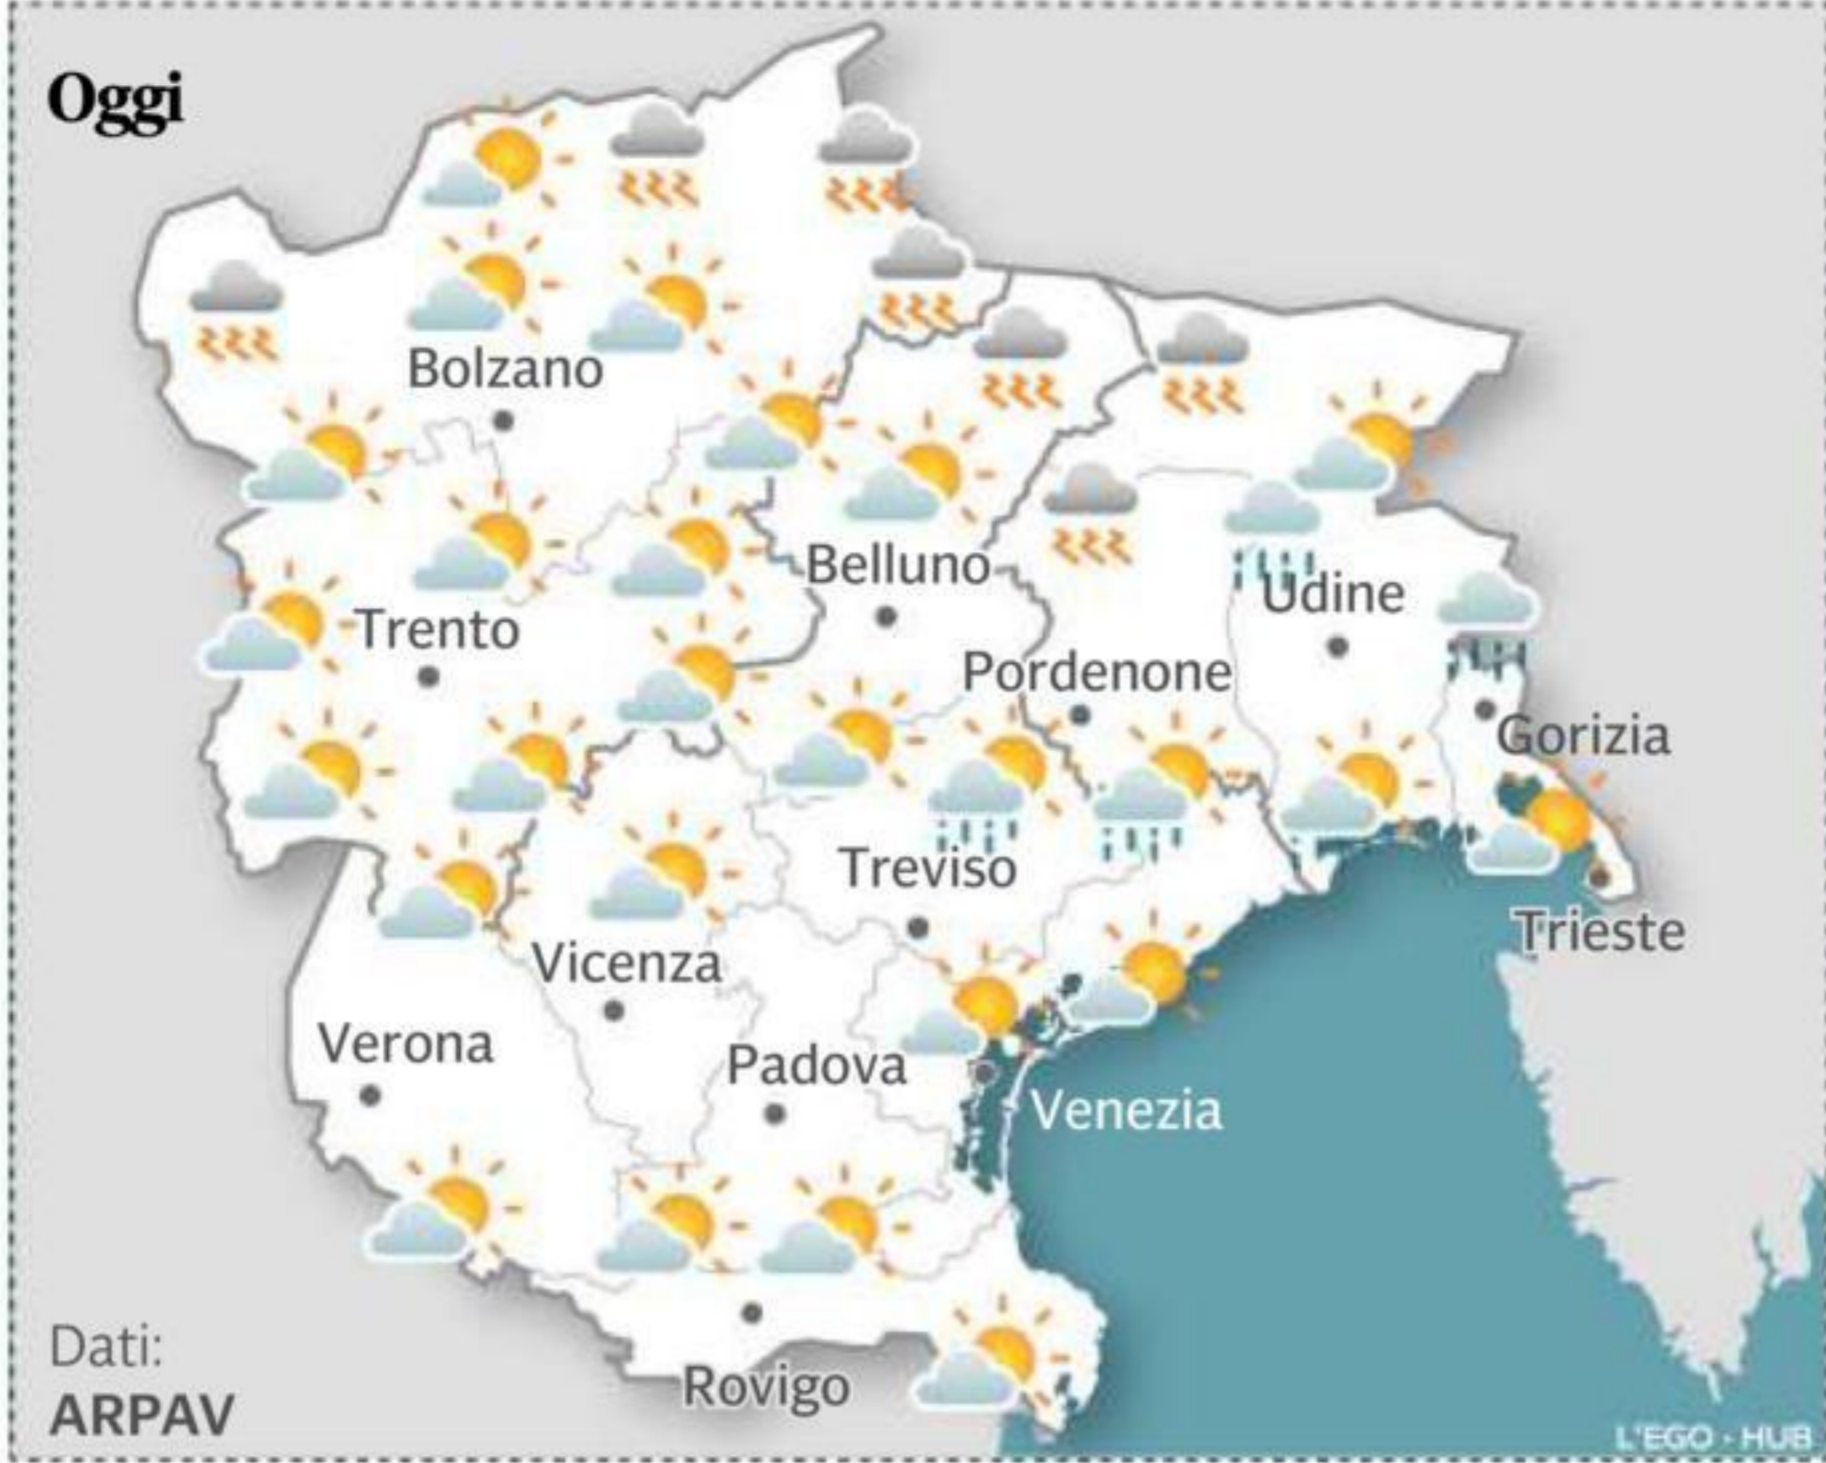 Oggi
Bolzano
Belluno
Udine
Trento
Pordenone
Gorizia
Treviso
Trieste
Vicenza
Verona
Padova
Venezia
Dati:
ARPAV
Rovigo
L'EGO - HUB